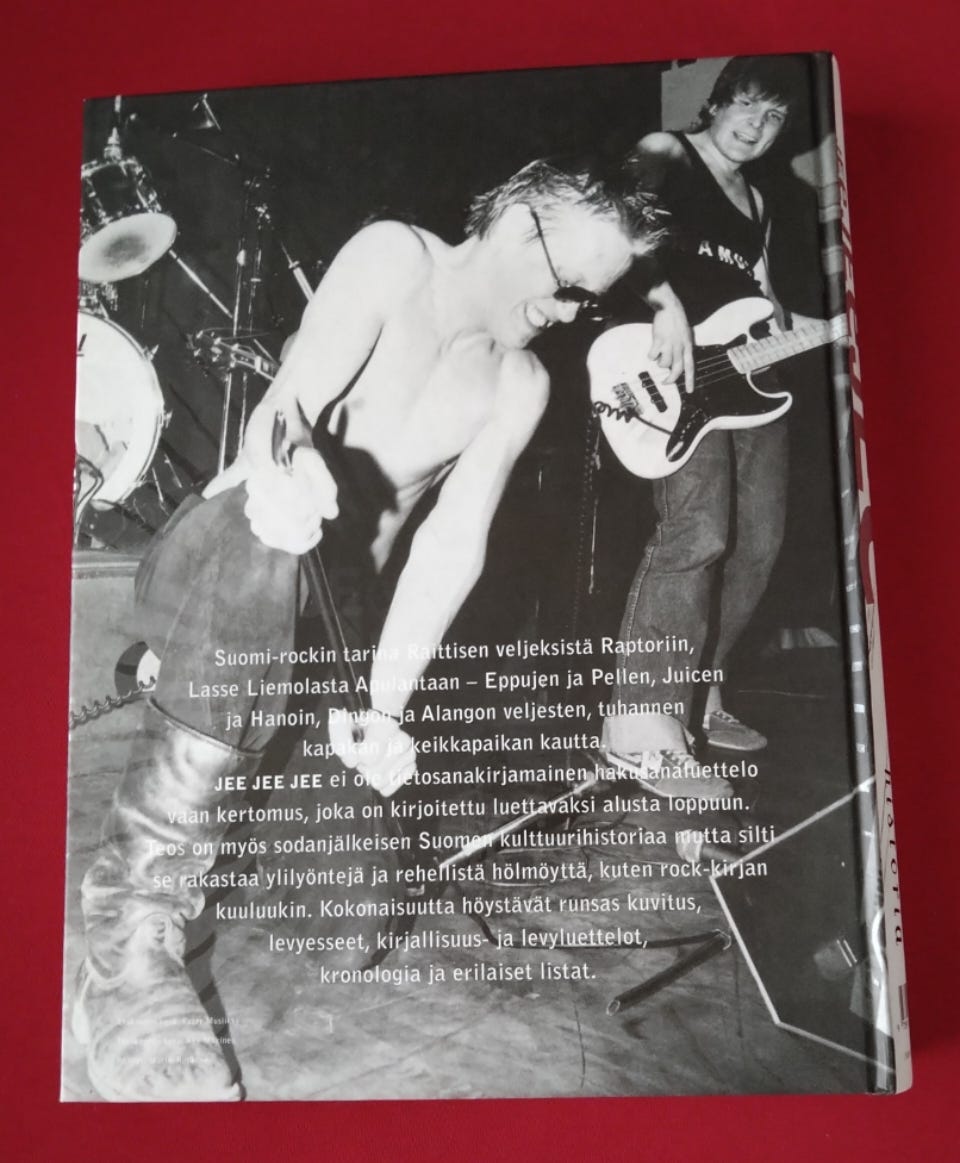 AMU
Suomi-rockin tarina Raittisen veljeksistä Raptoriin,
Lasse Liemolasta Apulantaan – Eppujen ja Pellen, Juicen
ja Hanoin, Dingon ja Alangon veljesten, tuhannen
kapakan ja keikkapaikan kautta.
JEE JEE JEE ei ole tietosanakirjamainen hakusanaluettelo
vaan kertomus, joka on kirjoitettu luettavaksi alusta loppuun.
Teos on myös sodanjälkeisen Suomen kulttuurihistoriaa mutta silti
se rakastaa ylilyöntejä ja rehellistä hölmöyttä, kuten rock-kirjan
kuuluukin. Kokonaisuutta höystävät runsas kuvitus,
levyesseet, kirjallisuus- ja levyluettelot,
kronologia ja erilaiset listat.